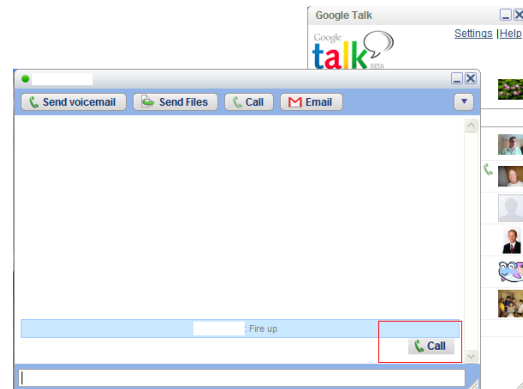 Google Talk
Settings | Help
Google
talk
BETA
Send voicemail
Send Files
Call
Email
: Fire up
Call